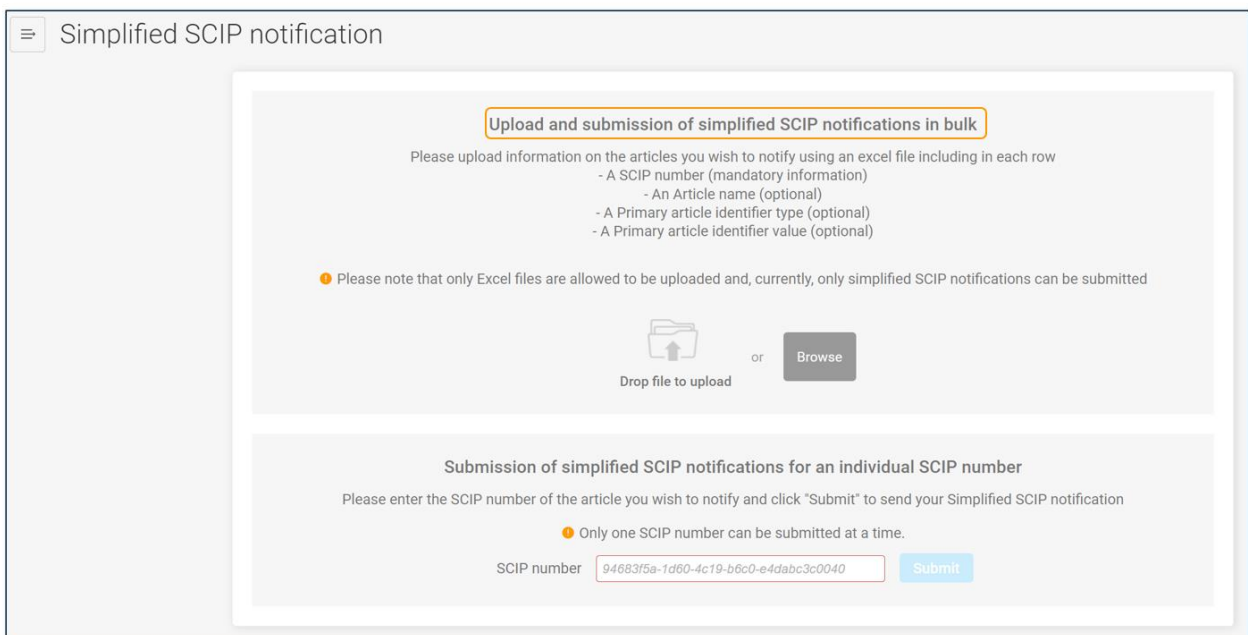 Simplified SCIP notification
Upload and submission of simplified SCIP notifications in bulk
Please upload information on the articles you wish to notify using an excel file including in each row
- A SCIP number (mandatory information)
- An Article name (optional)
- A Primary article identifier type (optional)
- A Primary article identifier value (optional)
Please note that only Excel files are allowed to be uploaded and, currently, only simplified SCIP notifications can be submitted
or
Browse
Drop file to upload
Submission of simplified SCIP notifications for an individual SCIP number
Please enter the SCIP number of the article you wish to notify and click "Submit" to send your Simplified SCIP notification
Only one SCIP number can be submitted at a time.
SCIP number 94683f5a-1d60-4c19-b6c0-e4dabc3c0040 Submit